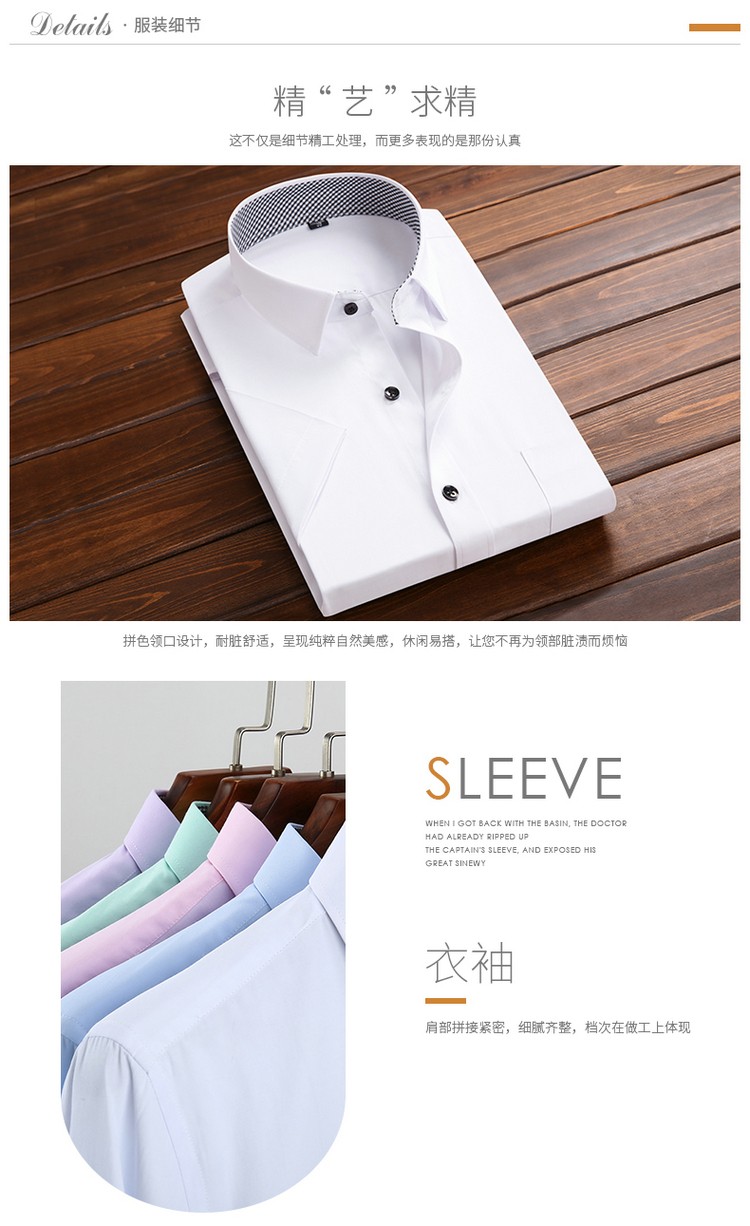 Details · 服装细节
精“艺”求精
这不仅是细节精工处理，而更多表现的是那份认真
拼色领口设计，耐脏舒适，呈现纯粹自然美感，休闲易搭，让您不再为领部脏渍而烦恼
SLEEVE
WHEN I GOT BACK WITH THE BASIN, THE DOCTOR
HAD ALREADY RIPPED UP
THE CAPTAIN'S SLEEVE, AND EXPOSED HIS
GREAT SINEWY
衣袖
肩部拼接紧密，细腻齐整，档次在做工上体现